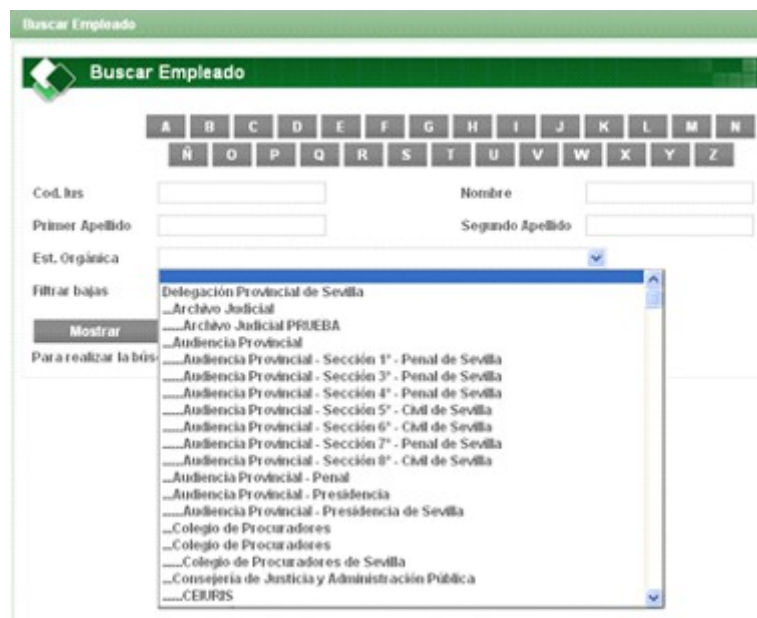 Buscar Empleado
Buscar Empleado
A B C D E F G H I J K L M N
Ñ O P Q R S T U V W X Y Z
Cod. Ius Nombre
Primer Apellido Segundo Apellido
Est. Orgánica
Filtrar bajas
Delegación Provincial de Sevilla
...Archivo Judicial
......Archivo Judicial PRUEBA
Mostrar
...Audiencia Provincial
Para realizar la bús
......Audiencia Provincial - Sección 1ª - Penal de Sevilla
......Audiencia Provincial - Sección 3ª - Penal de Sevilla
......Audiencia Provincial - Sección 4ª - Penal de Sevilla
......Audiencia Provincial - Sección 5ª - Civil de Sevilla
......Audiencia Provincial - Sección 6ª - Civil de Sevilla
......Audiencia Provincial - Sección 7ª - Penal de Sevilla
......Audiencia Provincial - Sección 8ª - Civil de Sevilla
...Audiencia Provincial - Penal
...Audiencia Provincial - Presidencia
......Audiencia Provincial - Presidencia de Sevilla
...Colegio de Procuradores
...Colegio de Procuradores
......Colegio de Procuradores de Sevilla
...Consejería de Justicia y Administración Pública
......CEIURIS